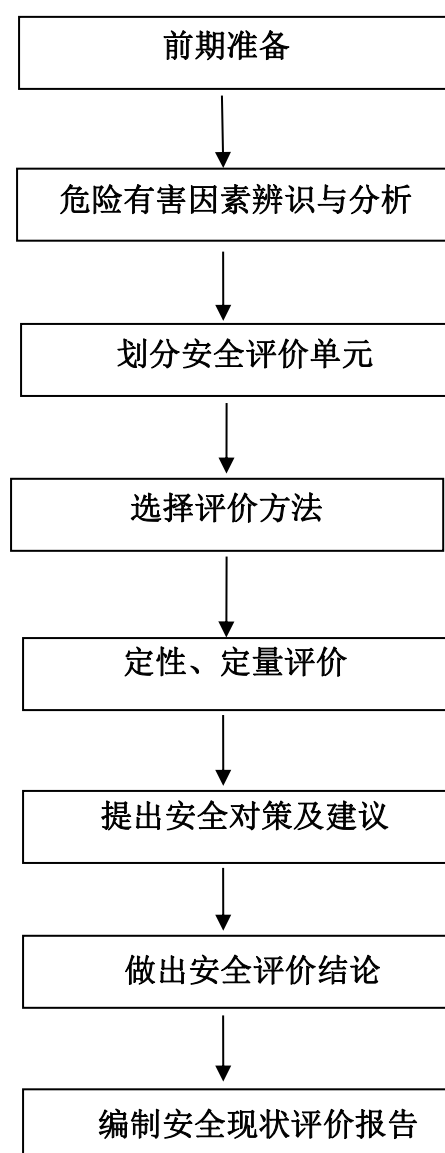 前期准备
危险有害因素辨识与分析
划分安全评价单元
选择评价方法
定性、定量评价
提出安全对策及建议
做出安全评价结论
编制安全现状评价报告